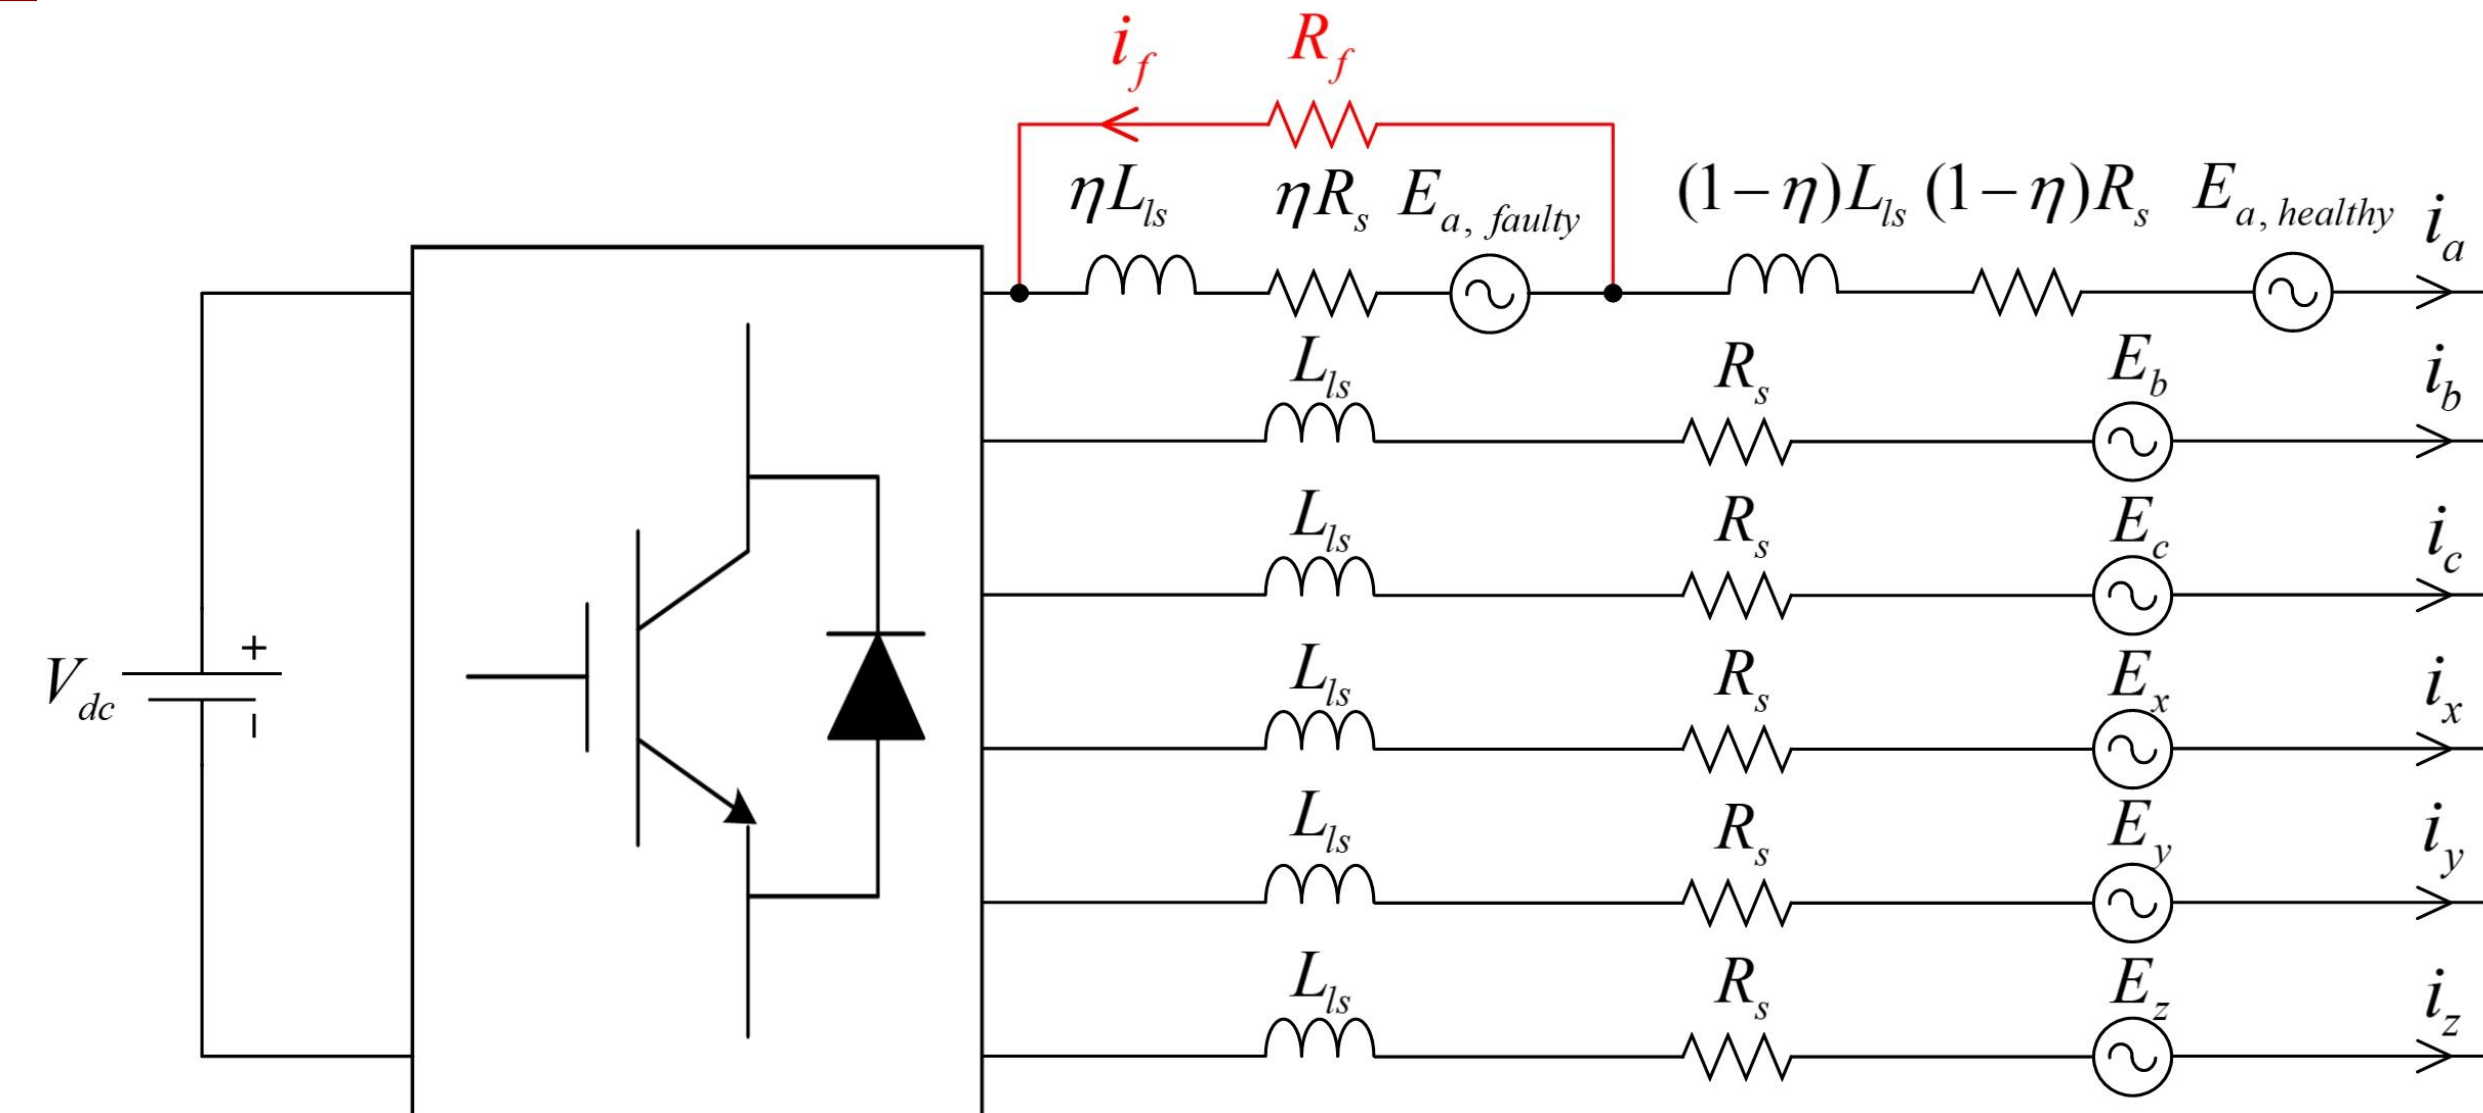 i_f R_f
ηL_ls ηR_s E_a, faulty (1−η)L_ls (1−η)R_s E_a, healthy i_a
L_ls R_s E_b i_b
L_ls R_s E_c i_c
L_ls R_s E_x i_x
V_dc + −
L_ls R_s E_y i_y
L_ls R_s E_z i_z